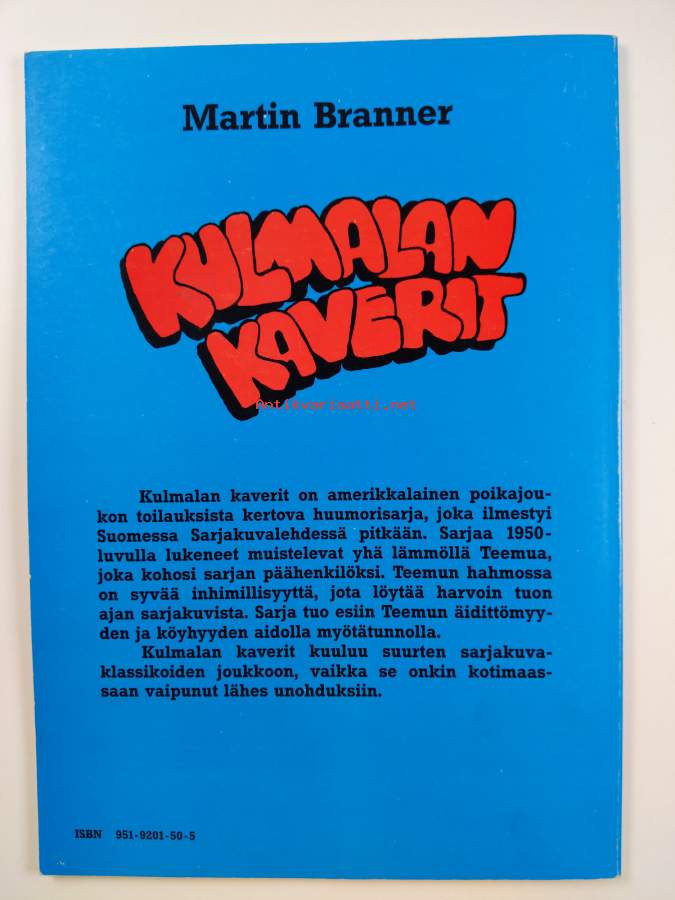 Martin Branner
KULMALAN
KAVERIT
Antikvariaatti.net
Kulmalan kaverit on amerikkalainen poikajou-
kon toilauksista kertova huumorisarja, joka ilmestyi
Suomessa Sarjakuvalehdessä pitkään. Sarjaa 1950-
luvulla lukeneet muistelevat yhä lämmöllä Teemua,
joka kohosi sarjan päähenkilöksi. Teemun hahmossa
on syvää inhimillisyyttä, jota löytää harvoin tuon
ajan sarjakuvista. Sarja tuo esiin Teemun äidittömyy-
den ja köyhyyden aidolla myötätunnolla.
Kulmalan kaverit kuuluu suurten sarjakuva-
klassikoiden joukkoon, vaikka se onkin kotimaas-
saan vaipunut lähes unohduksiin.
ISBN 951-9201-50-5